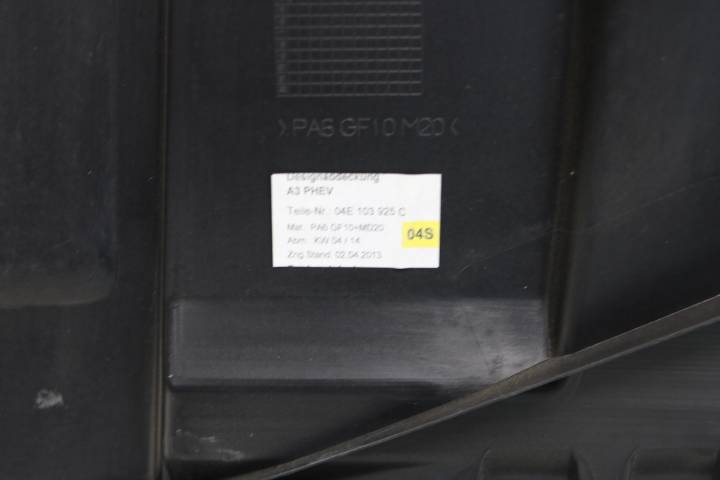 >PA6 GF10 M20<
Designabdeckung
A3 PHEV
Teile-Nr.: 04E 103 925 C
Mat.: PA6 GF10+MD20
04S
Abm.: KW 04 / 14
Zng.Stand: 02.04.2013